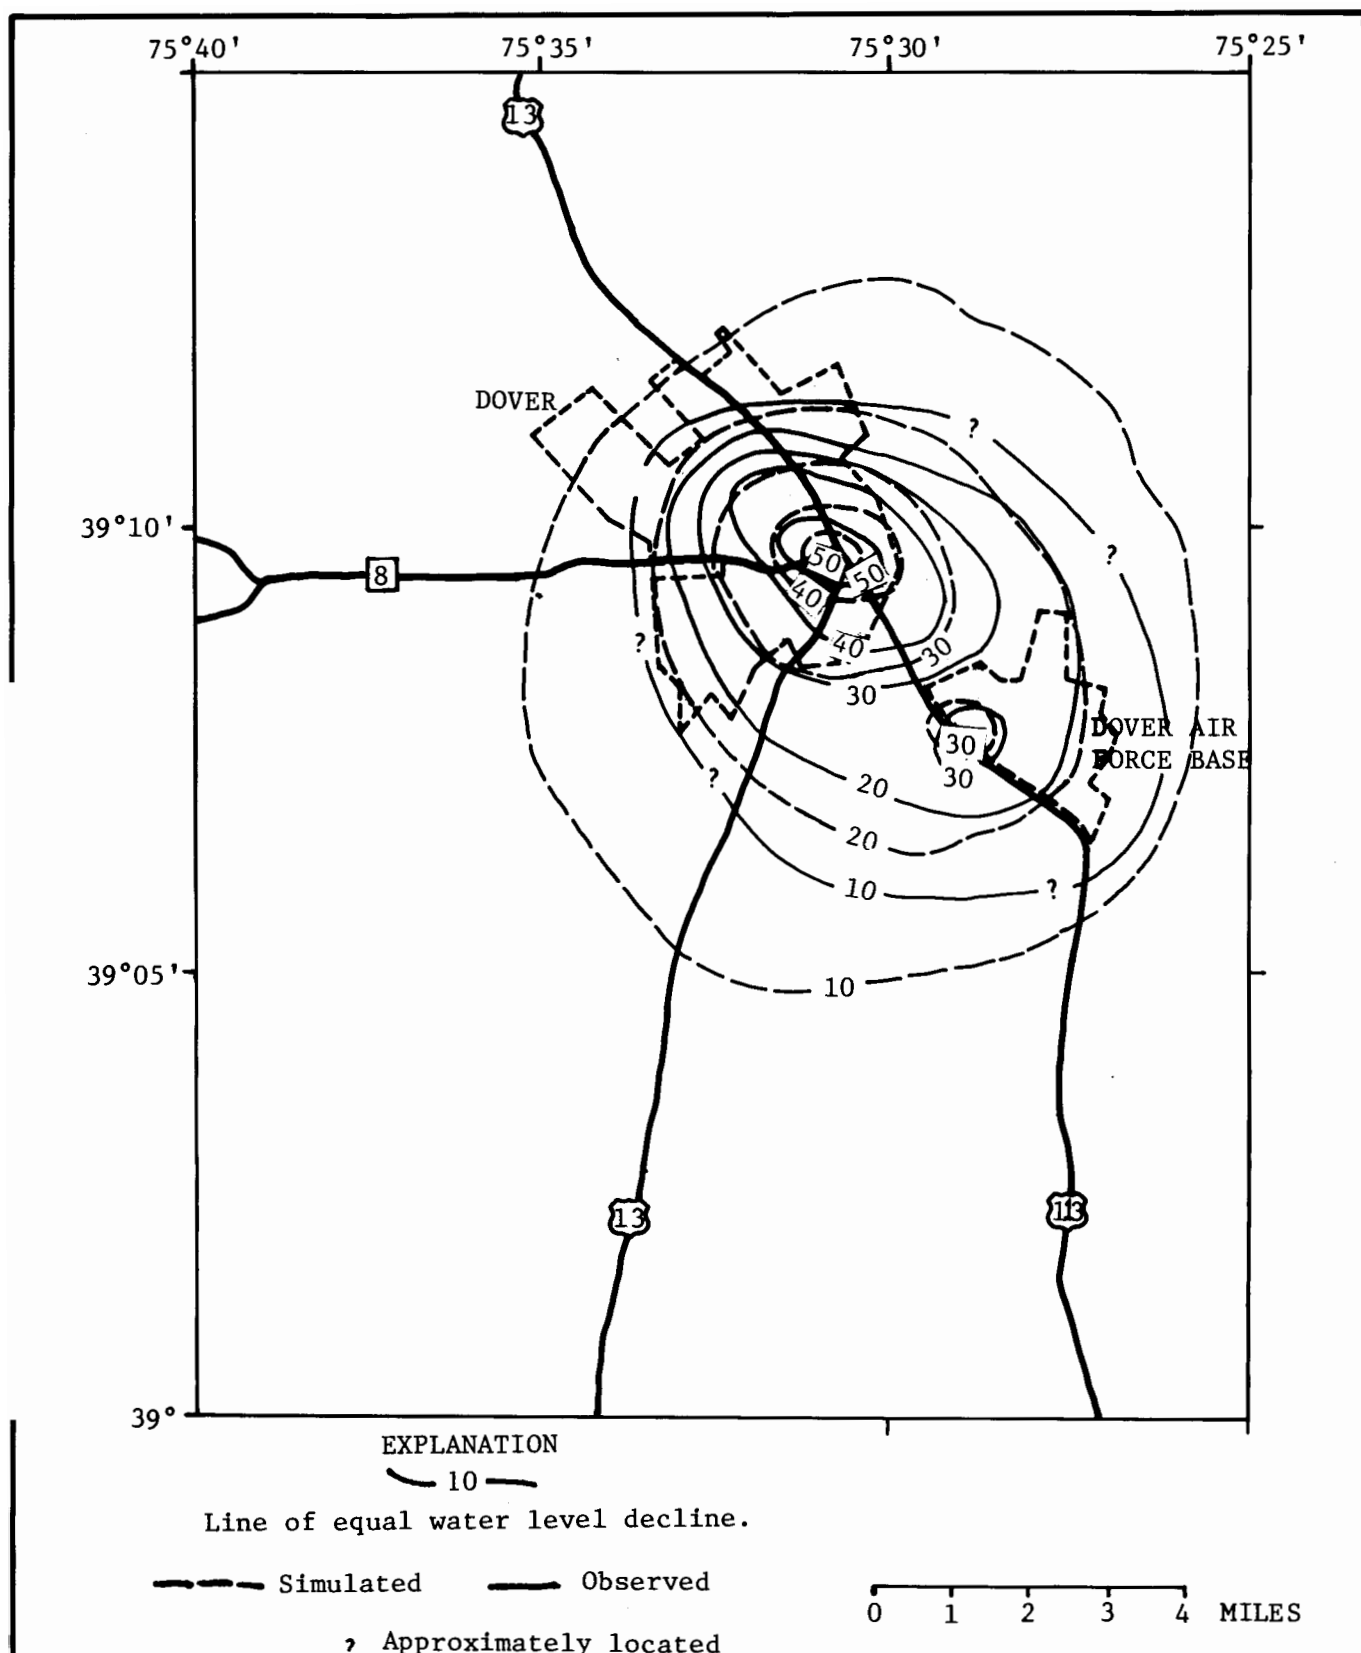 75°40' 75°35' 75°30' 75°25'
13
DOVER
?
39°10'
?
8
50
50
40
?
40
30
30
DOVER AIR
30
FORCE BASE
?
30
20
20
10
?
39°05'
10
13
113
39°
EXPLANATION
10
Line of equal water level decline.
Simulated Observed
0 1 2 3 4 MILES
? Approximately located